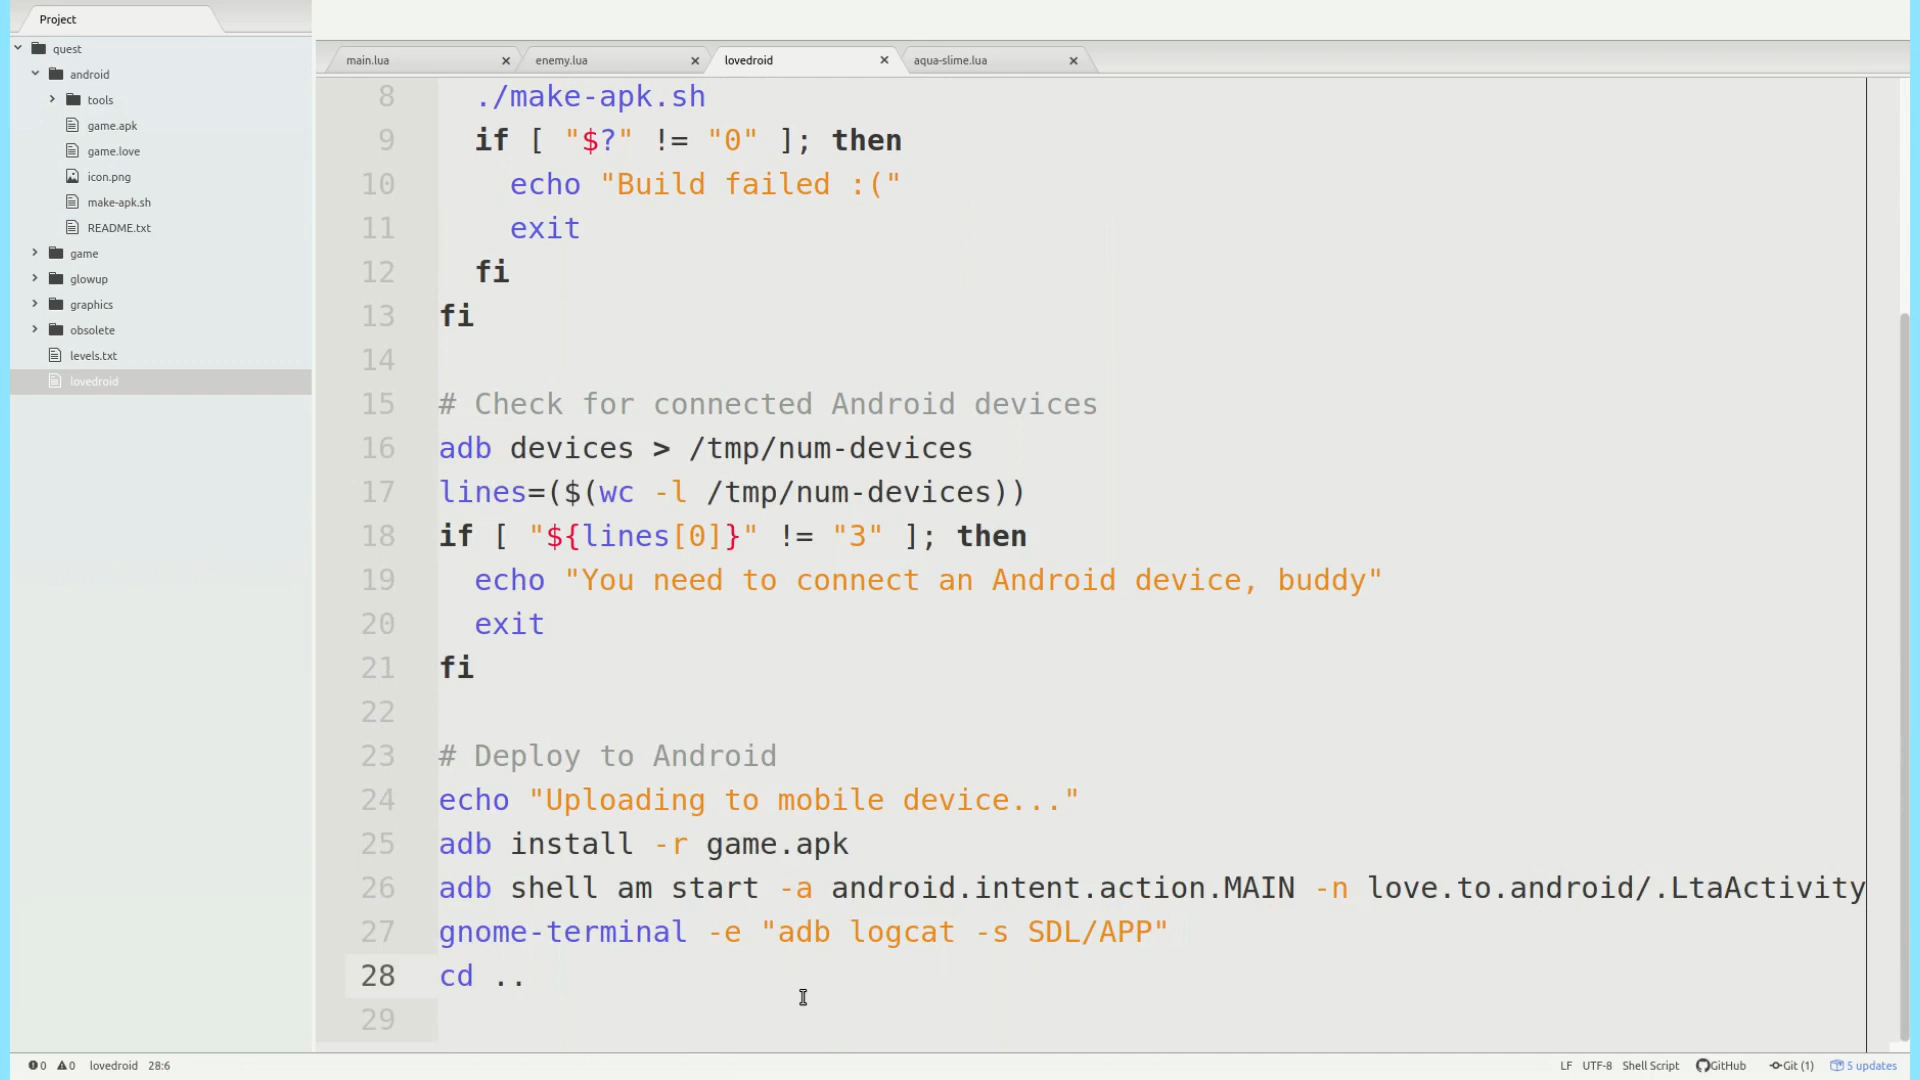 Project
quest
android
tools
game.apk
game.love
icon.png
make-apk.sh
README.txt
game
glowup
graphics
obsolete
levels.txt
lovedroid
main.lua
enemy.lua
lovedroid
aqua-slime.lua
8 ./make-apk.sh
9 if [ "$?" != "0" ]; then
10 echo "Build failed :("
11 exit
12 fi
13 fi
14
15 # Check for connected Android devices
16 adb devices > /tmp/num-devices
17 lines=($(wc -l /tmp/num-devices))
18 if [ "${lines[0]}" != "3" ]; then
19 echo "You need to connect an Android device, buddy"
20 exit
21 fi
22
23 # Deploy to Android
24 echo "Uploading to mobile device..."
25 adb install -r game.apk
26 adb shell am start -a android.intent.action.MAIN -n love.to.android/.LtaActivity
27 gnome-terminal -e "adb logcat -s SDL/APP"
28 cd ..
29
0 0 lovedroid 28:6
LF UTF-8 Shell Script GitHub Git (1) 5 updates